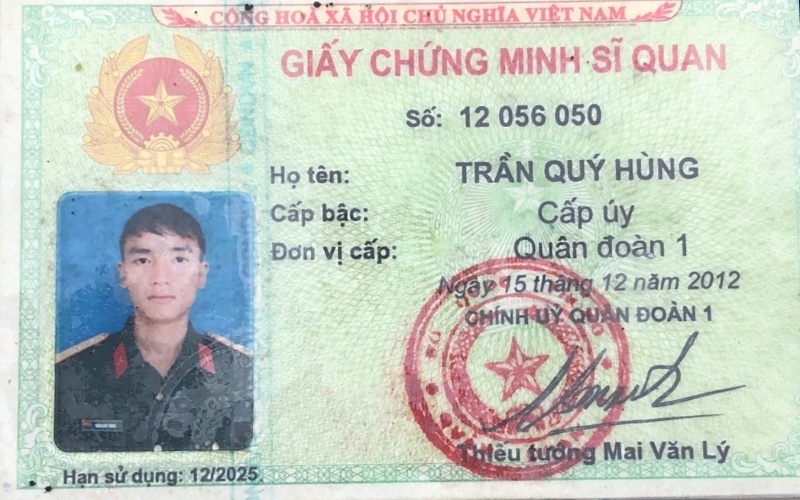 CỘNG HOÀ XÃ HỘI CHỦ NGHĨA VIỆT NAM
GIẤY CHỨNG MINH SĨ QUAN
Số: 12 056 050
Họ tên: TRẦN QUÝ HÙNG
Cấp bậc: Cấp úy
Đơn vị cấp: Quân đoàn 1
Ngày 15 tháng 12 năm 2012
CHÍNH UỶ QUÂN ĐOÀN 1
Thiếu tướng Mai Văn Lý
Hạn sử dụng: 12/2025